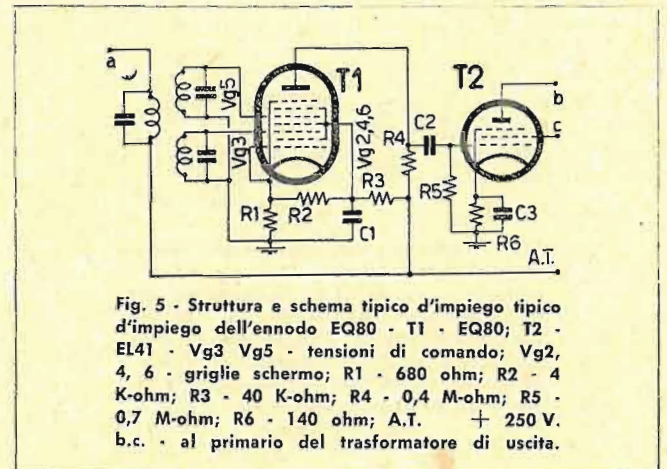 a
Vg5
Vg3
T1
Vg2,4,6
R1
R2
R3
C1
R4
C2
R5
T2
b
c
C3
R6
A.T.
Fig. 5 - Struttura e schema tipico d'impiego tipico
d'impiego dell'ennodo EQ80 - T1 - EQ80; T2 -
EL41 - Vg3 Vg5 - tensioni di comando; Vg2,
4, 6 - griglie schermo; R1 - 680 ohm; R2 - 4
K-ohm; R3 - 40 K-ohm; R4 - 0,4 M-ohm; R5 -
0,7 M-ohm; R6 - 140 ohm; A.T. + 250 V.
b.c. - al primario del trasformatore di uscita.